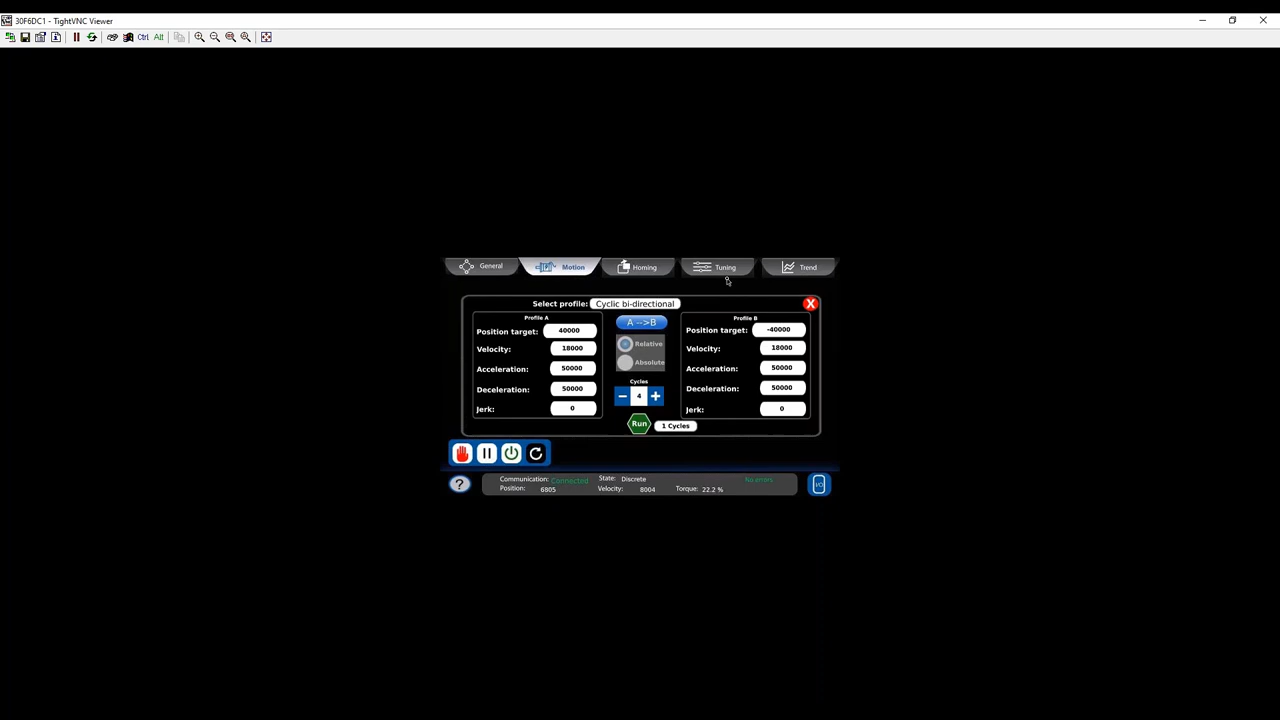 30F6DC1 - TightVNC Viewer
Ctrl Alt
General Motion Homing Tuning Trend
Select profile: Cyclic bi-directional X
Profile A
Position target: 40000
Velocity: 18000
Acceleration: 50000
Deceleration: 50000
Jerk: 0
A -->B
Relative
Absolute
Cycles
− 4 +
Run 1 Cycles
Profile B
Position target: -40000
Velocity: 18000
Acceleration: 50000
Deceleration: 50000
Jerk: 0
? Communication: Connected State: Discrete No errors
Position: 6805 Velocity: 8004 Torque: 22.2 %
I/O